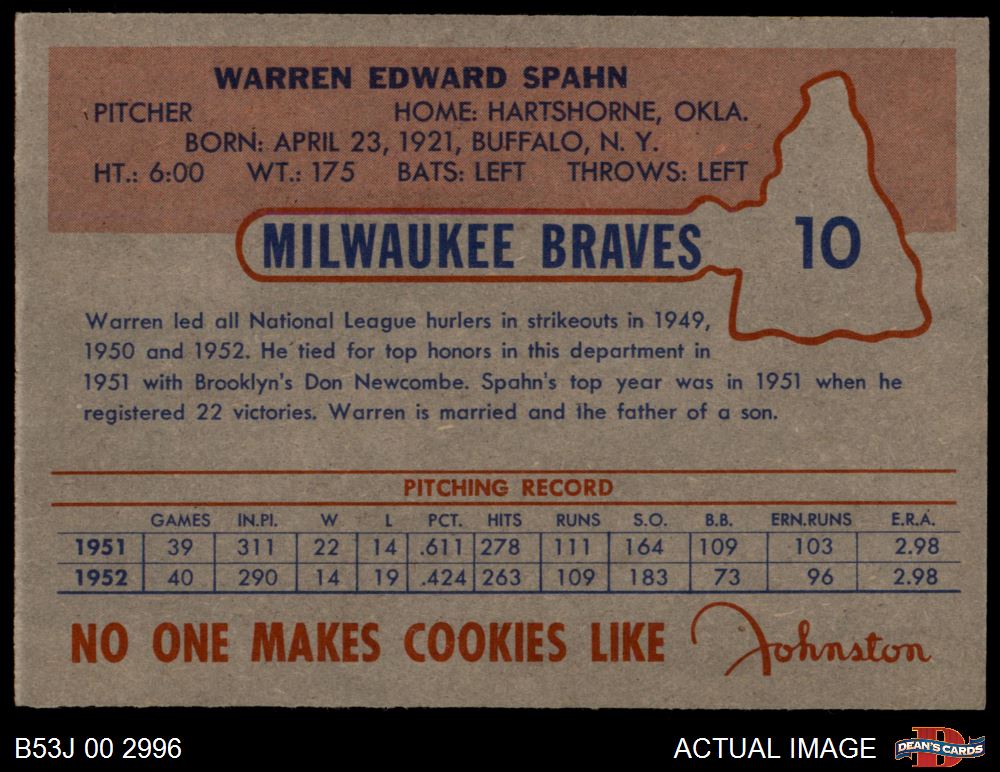 WARREN EDWARD SPAHN
PITCHER HOME: HARTSHORNE, OKLA.
BORN: APRIL 23, 1921, BUFFALO, N. Y.
HT.: 6:00 WT.: 175 BATS: LEFT THROWS: LEFT
MILWAUKEE BRAVES 10
Warren led all National League hurlers in strikeouts in 1949,
1950 and 1952. He tied for top honors in this department in
1951 with Brooklyn's Don Newcombe. Spahn's top year was in 1951 when he
registered 22 victories. Warren is married and the father of a son.
PITCHING RECORD
GAMES IN.PI. W L PCT. HITS RUNS S.O. B.B. ERN.RUNS E.R.A.
1951 39 311 22 14 .611 278 111 164 109 103 2.98
1952 40 290 14 19 .424 263 109 183 73 96 2.98
NO ONE MAKES COOKIES LIKE Johnston
B53J 00 2996 ACTUAL IMAGE DEAN'S CARDS